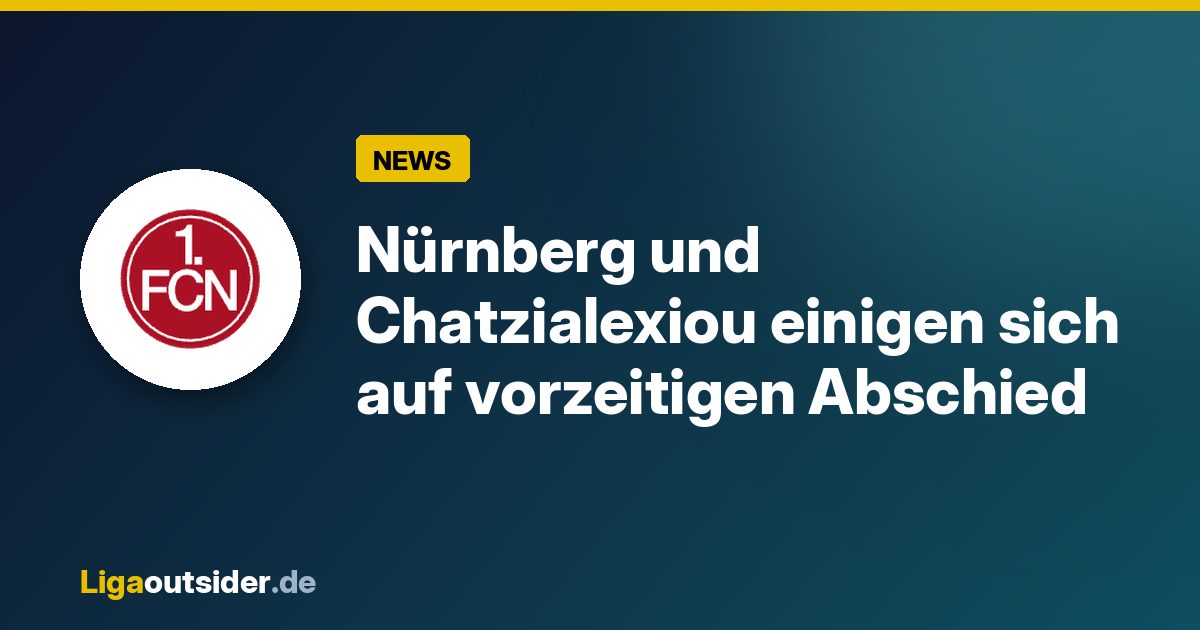 1.
FCN
NEWS
Nürnberg und
Chatzialexiou einigen sich
auf vorzeitigen Abschied
Ligaoutsider.de